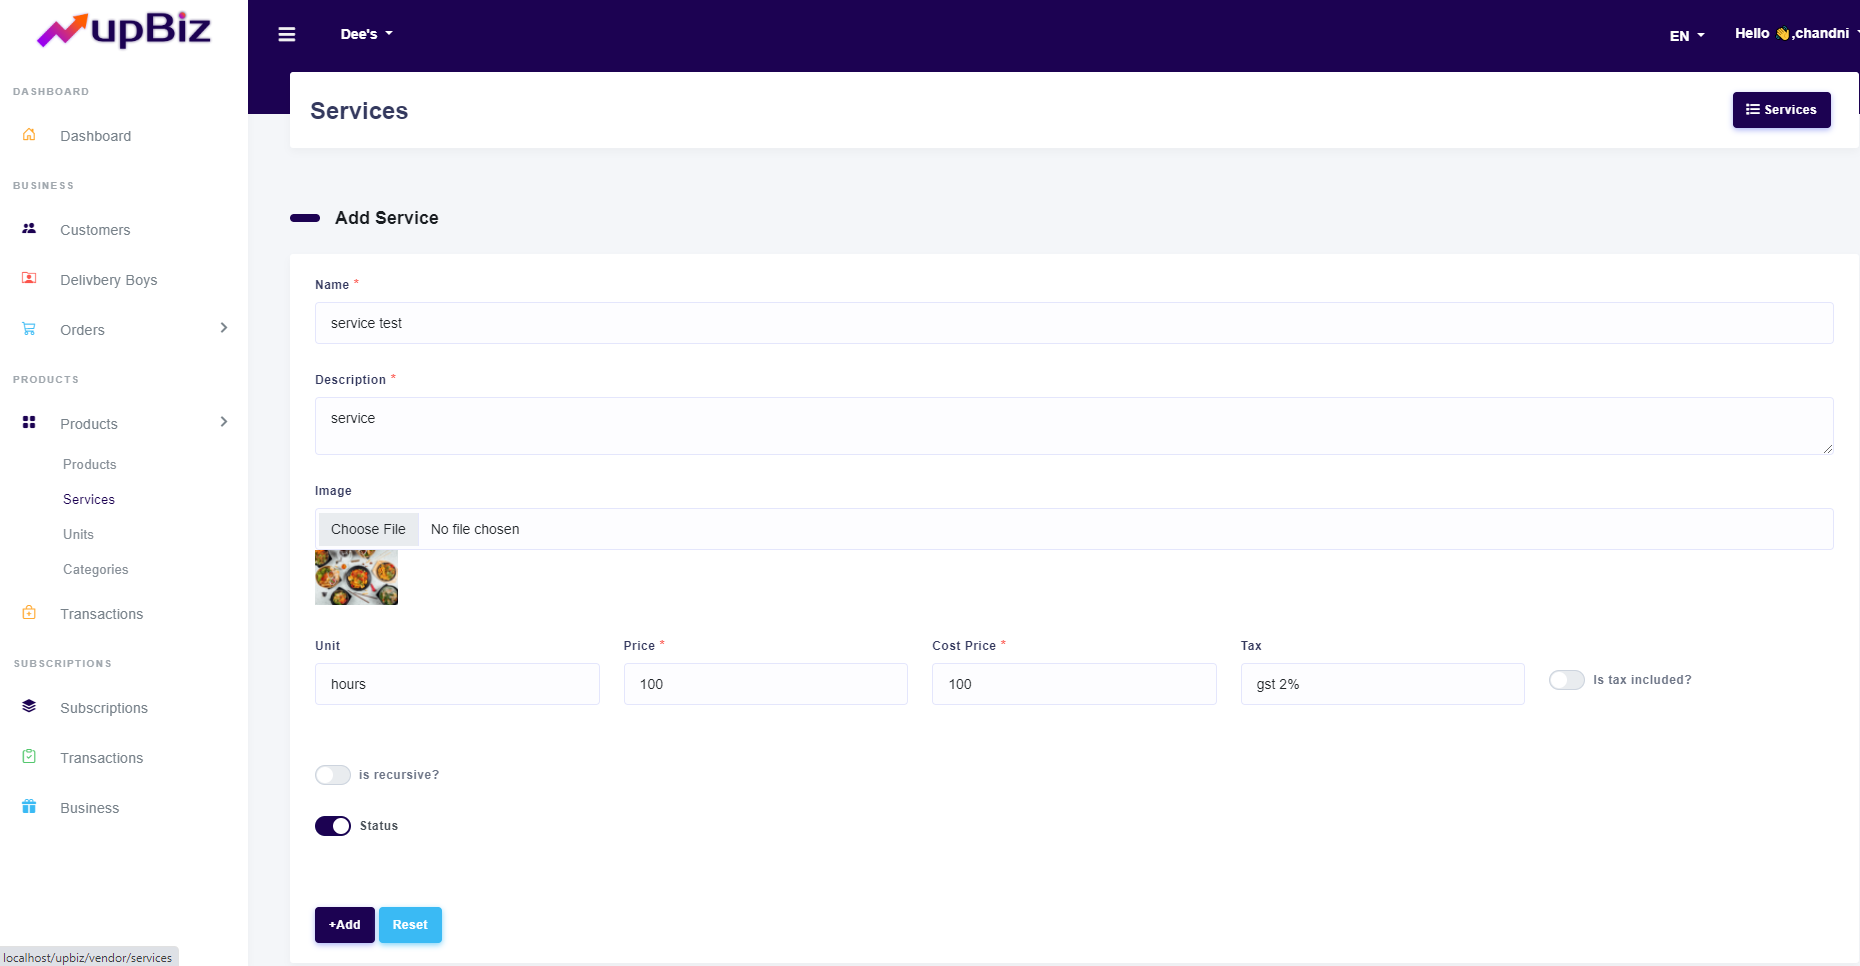 upBiz
Dee's
EN
Hello 👋,chandni
DASHBOARD
Dashboard
BUSINESS
Customers
Delivbery Boys
Orders
PRODUCTS
Products
Products
Services
Units
Categories
Transactions
SUBSCRIPTIONS
Subscriptions
Transactions
Business
Services
Services
Add Service
Name *
service test
Description *
service
Image
Choose File No file chosen
Unit Price * Cost Price * Tax
hours 100 100 gst 2% Is tax included?
is recursive?
Status
+Add Reset
localhost/upbiz/vendor/services